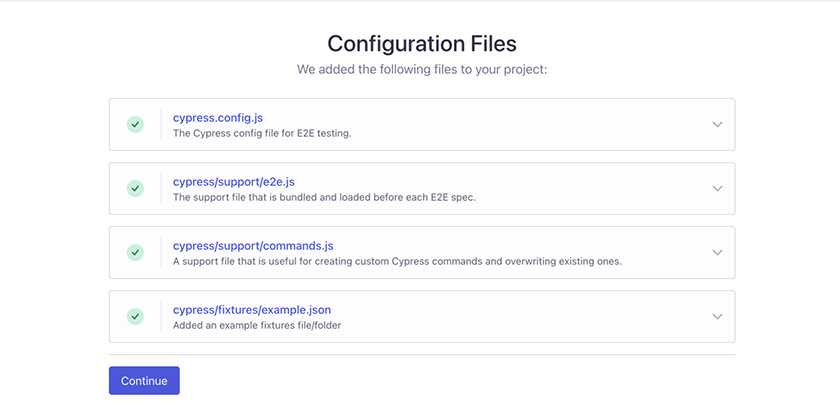 Configuration Files
We added the following files to your project:
cypress.config.js
The Cypress config file for E2E testing.
cypress/support/e2e.js
The support file that is bundled and loaded before each E2E spec.
cypress/support/commands.js
A support file that is useful for creating custom Cypress commands and overwriting existing ones.
cypress/fixtures/example.json
Added an example fixtures file/folder
Continue